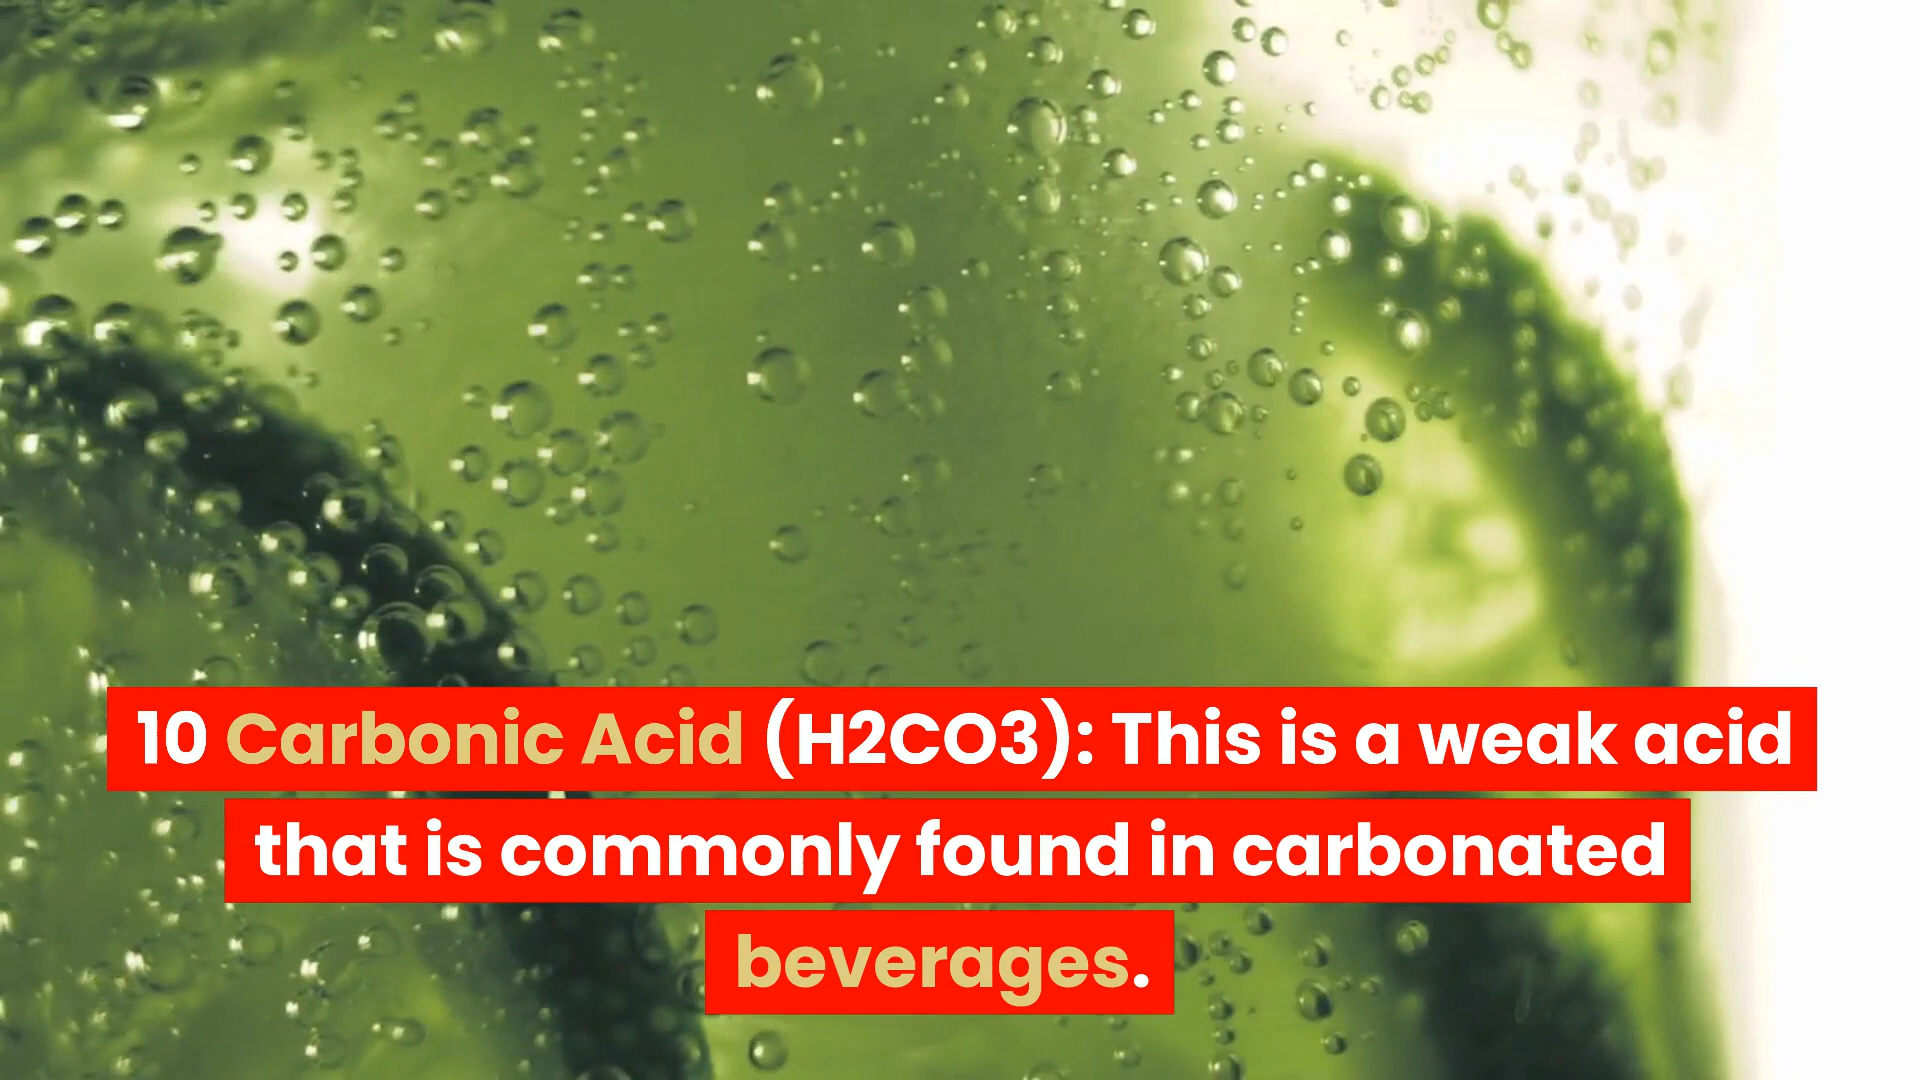 10 Carbonic Acid (H2CO3): This is a weak acid
that is commonly found in carbonated
beverages.